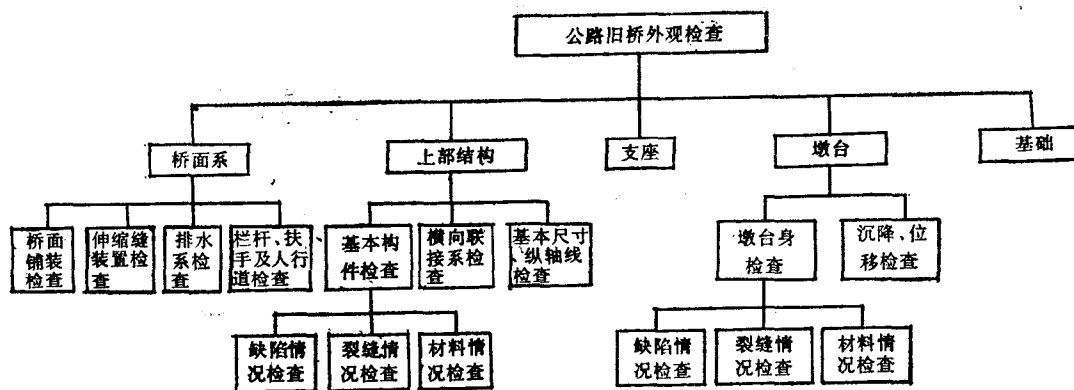 公路旧桥外观检查
桥面系
上部结构
支座
墩台
基础
桥面
铺装
检查
伸缩缝
装置检
查
排水
系检
查
栏杆、扶
手及人行
道检查
基本构
件检查
横向联
接系检
查
基本尺寸
、纵轴线
检查
墩台身
检查
沉降、位
移检查
缺陷情
况检查
裂缝情
况检查
材料情
况检查
缺陷情
况检查
裂缝情
况检查
材料情
况检查